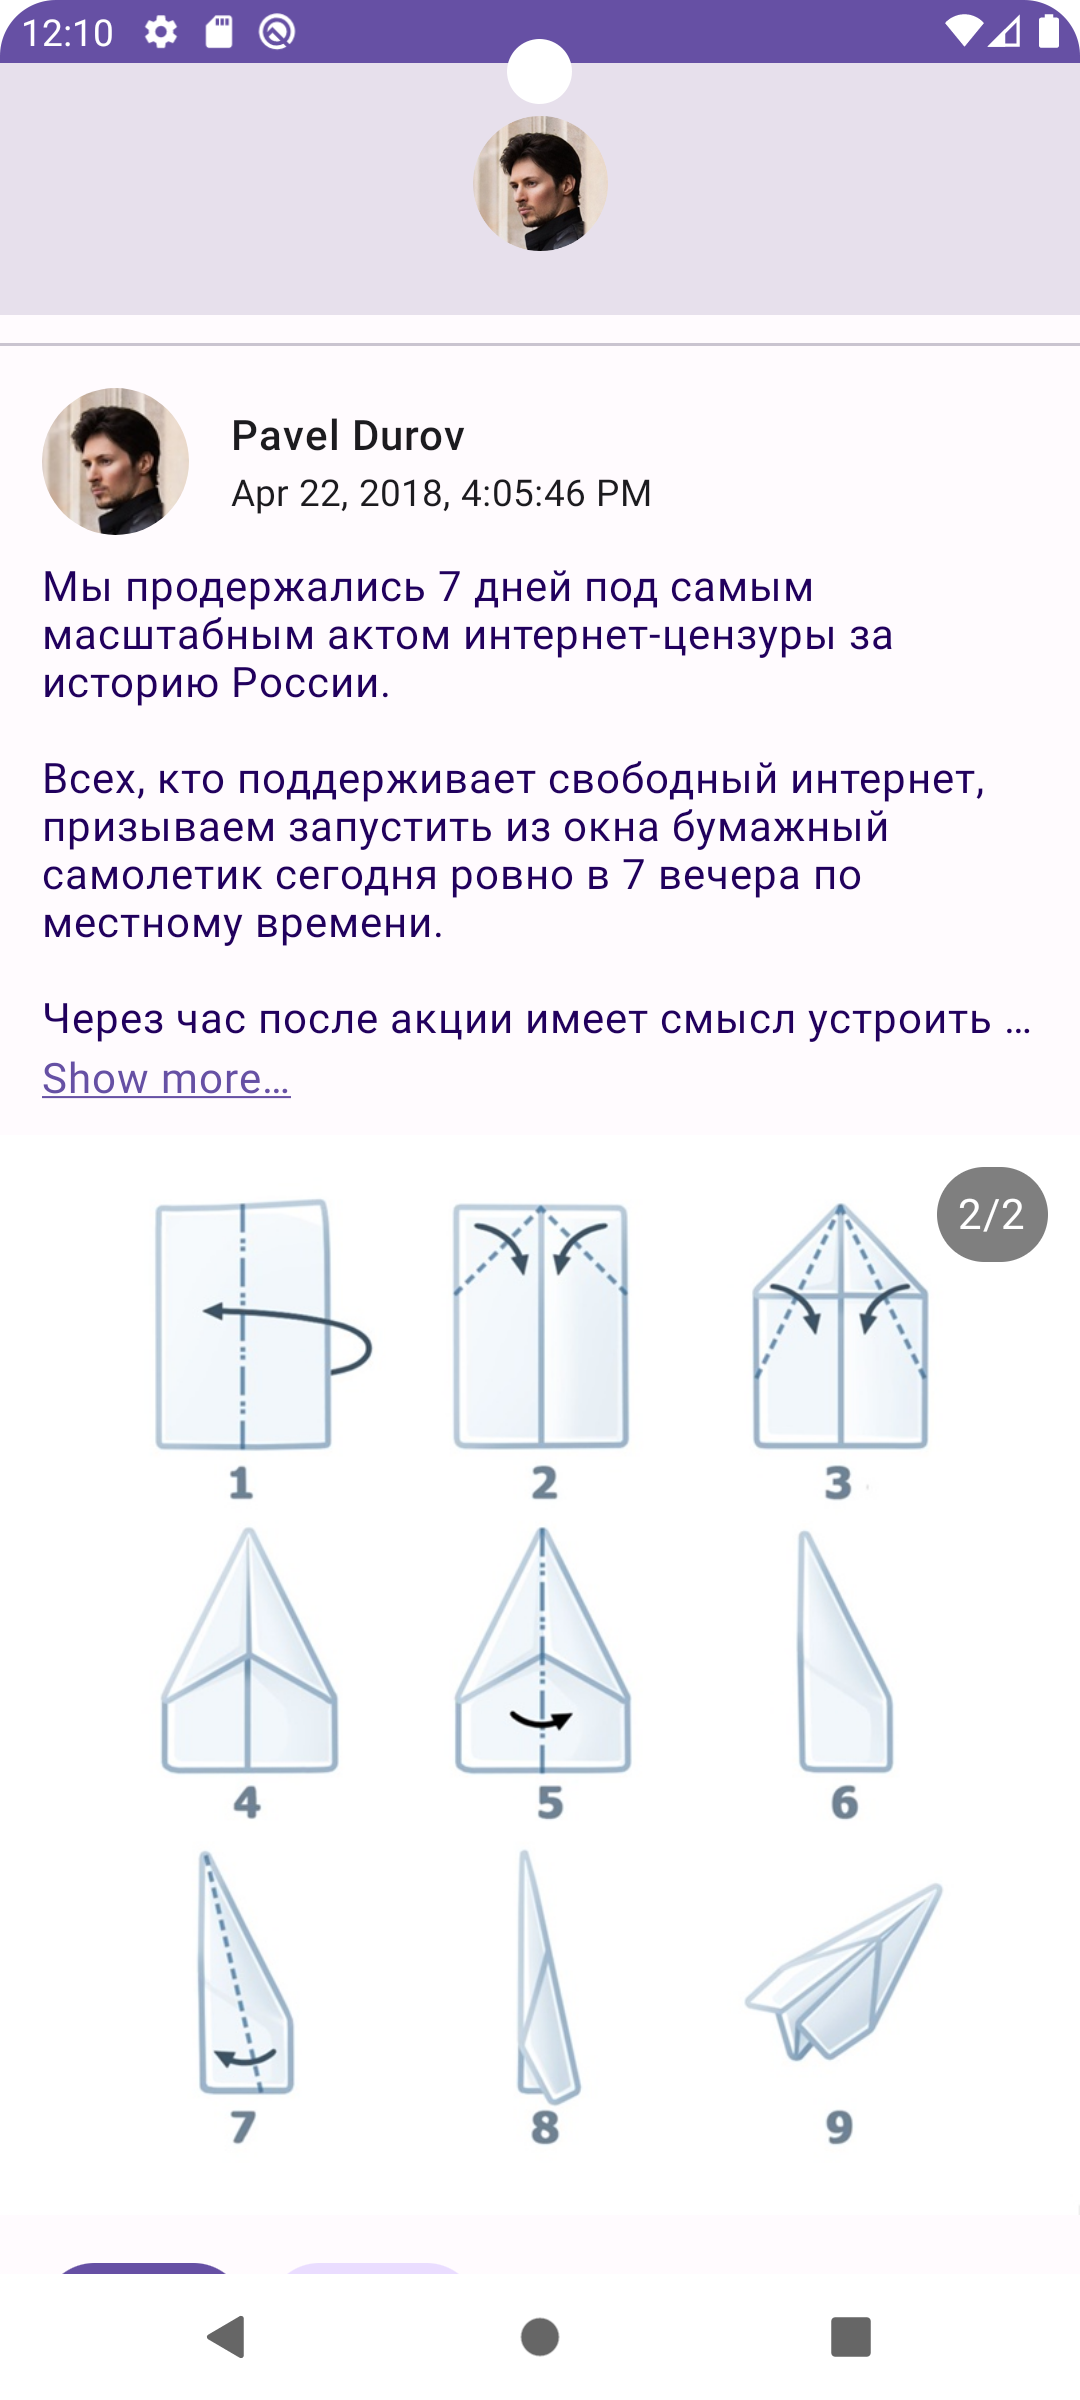 12:10
Pavel Durov
Apr 22, 2018, 4:05:46 PM
Мы продержались 7 дней под самым
масштабным актом интернет-цензуры за
историю России.
Всех, кто поддерживает свободный интернет,
призываем запустить из окна бумажный
самолетик сегодня ровно в 7 вечера по
местному времени.
Через час после акции имеет смысл устроить …
Show more…
2/2
1
2
3
4
5
6
7
8
9